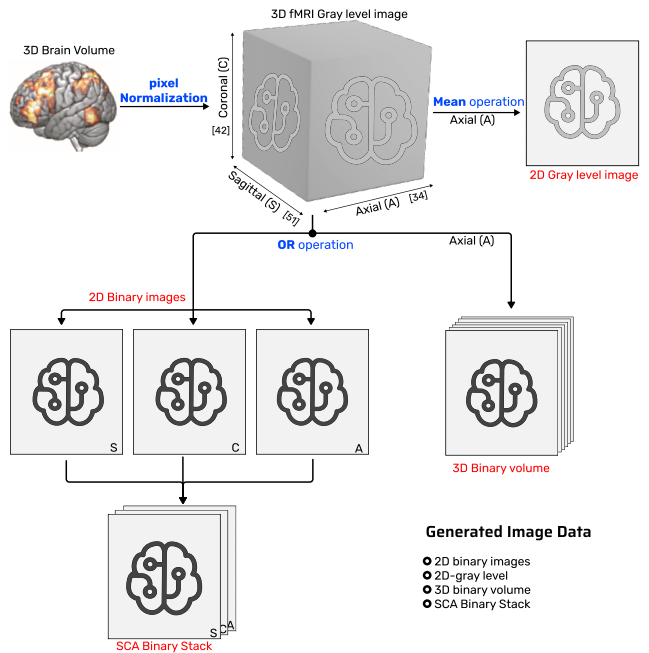 3D fMRI Gray level image
3D Brain Volume
pixel
Normalization
Coronal (C)
[42]
Sagittal (S)
[51]
Axial (A)
[34]
Mean operation
Axial (A)
2D Gray level image
OR operation
Axial (A)
2D Binary images
S
C
A
3D Binary volume
S
C
A
SCA Binary Stack
Generated Image Data
2D binary images
2D-gray level
3D binary volume
SCA Binary Stack